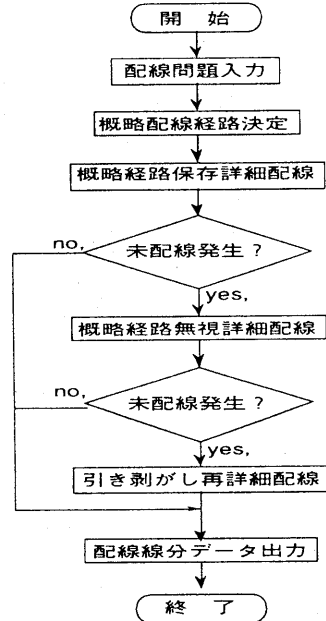 開 始
配線問題入力
概略配線経路決定
概略経路保存詳細配線
no,
未配線発生?
yes,
概略経路無視詳細配線
no,
未配線発生?
yes,
引き剥がし再詳細配線
配線線分データ出力
終 了